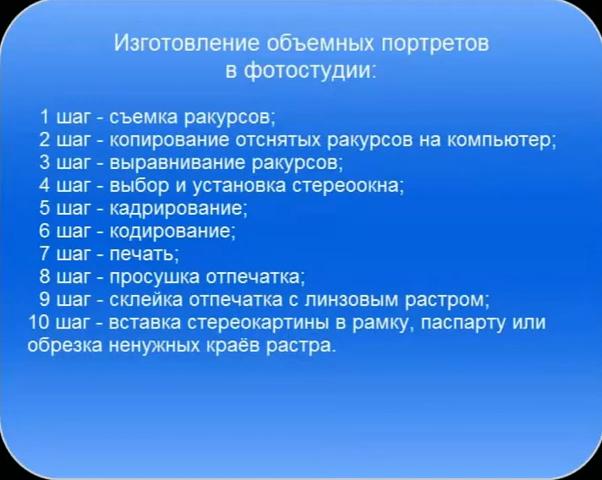 Изготовление объемных портретов
в фотостудии:
1 шаг - съемка ракурсов;
2 шаг - копирование отснятых ракурсов на компьютер;
3 шаг - выравнивание ракурсов;
4 шаг - выбор и установка стереоокна;
5 шаг - кадрирование;
6 шаг - кодирование;
7 шаг - печать;
8 шаг - просушка отпечатка;
9 шаг - склейка отпечатка с линзовым растром;
10 шаг - вставка стереокартины в рамку, паспарту или
обрезка ненужных краёв растра.